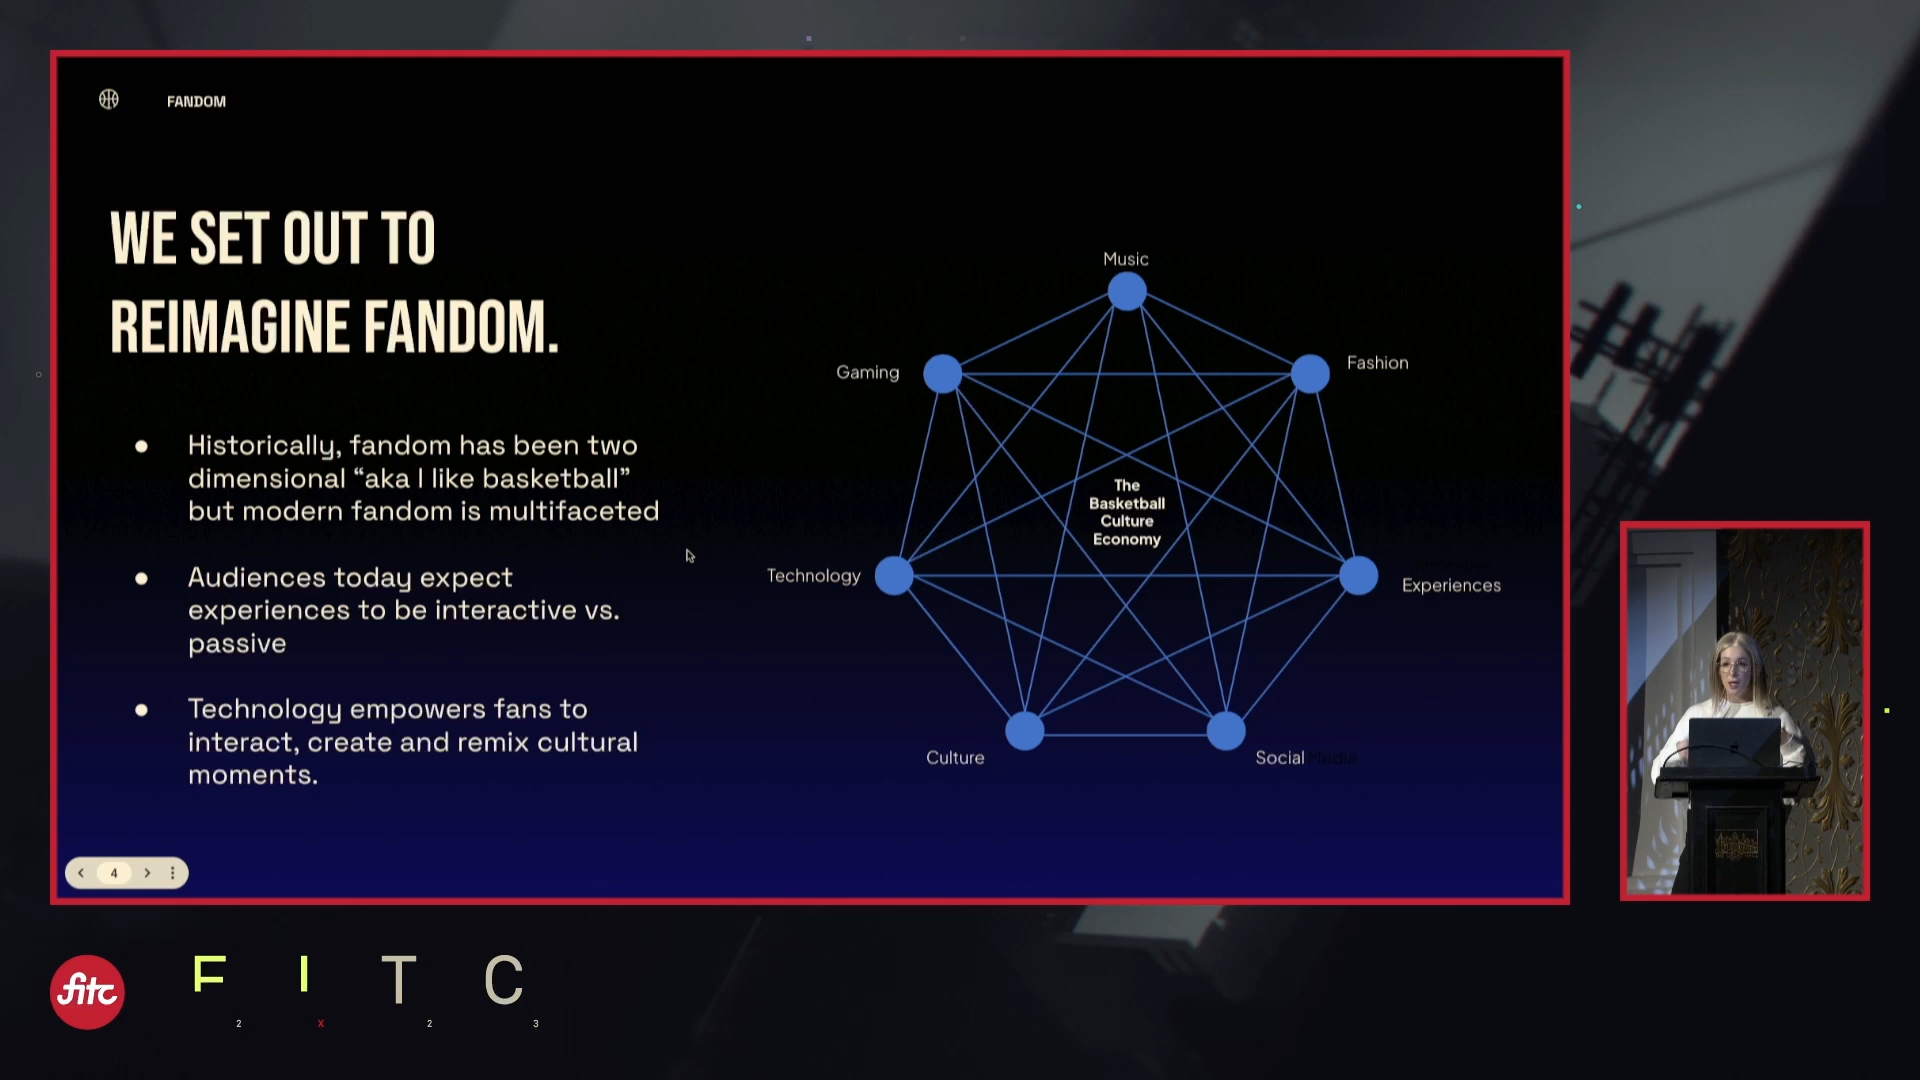 FANDOM
WE SET OUT TO
REIMAGINE FANDOM.
● Historically, fandom has been two
dimensional “aka I like basketball”
but modern fandom is multifaceted
● Audiences today expect
experiences to be interactive vs.
passive
● Technology empowers fans to
interact, create and remix cultural
moments.
Music
Gaming
Fashion
The
Basketball
Culture
Economy
Technology
Experiences
Culture
Social Media
4
fitc
F I T C
2 X 2 3